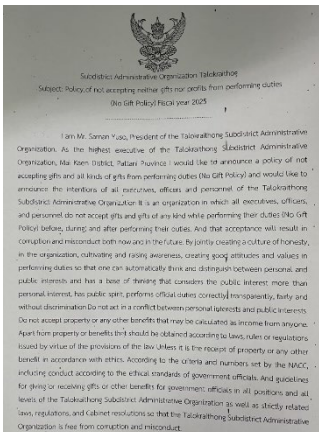 Subdistrict Administrative Organization Talokraithog
Subject: Policy of not accepting neither gifts nor profits from performing duties
(No Gift Policy) Fiscal year 2023
I am Mr. Saman Yuso, President of the Talokraithong Subdistrict Administrative
Organization. As the highest executive of the Talokraithong Subdistrict Administrative
Organization, Mai Kaen District, Pattani Province I would like to announce a policy of not
accepting gifts and all kinds of gifts from performing duties (No Gift Policy) and would like to
announce the intentions of all executives, officers and personnel of the Talokraithong
Subdistrict Administrative Organization It is an organization in which all executives, officers,
and personnel do not accept gifts and gifts of any kind while performing their duties (No Gift
Policy) before, during, and after performing their duties. And that acceptance will result in
corruption and misconduct both now and in the future. By jointly creating a culture of honesty,
in the organization, cultivating and raising awareness, creating good attitudes and values in
performing duties so that one can automatically think and distinguish between personal and
public interests and has a base of thinking that considers the public interest more than
personal interest, has public spirit, performs official duties correctly, transparently, fairly and
without discrimination Do not act in a conflict between personal interests and public interests
Do not accept property or any other benefits that may be calculated as income from anyone.
Apart from property or benefits that should be obtained according to laws, rules or regulations
issued by virtue of the provisions of the law Unless it is the receipt of property or any other
benefit in accordance with ethics. According to the criteria and numbers set by the NACC,
including conduct according to the ethical standards of government officials. And guidelines
for giving or receiving gifts or other benefits for government officials in all positions and all
levels of the Talokraithong Subdistrict Administrative Organization as well as strictly related
laws, regulations, and Cabinet resolutions so that the Talokraithong Subdistrict Administrative
Organization is free from corruption and misconduct.